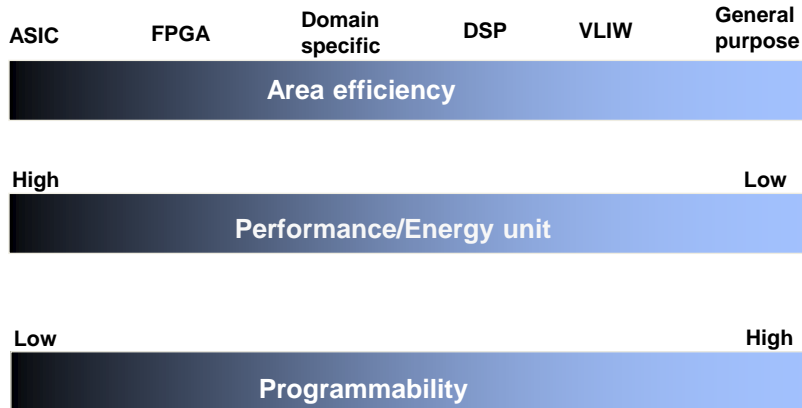 ASIC FPGA Domain specific DSP VLIW General purpose
Area efficiency
High Low
Performance/Energy unit
Low High
Programmability